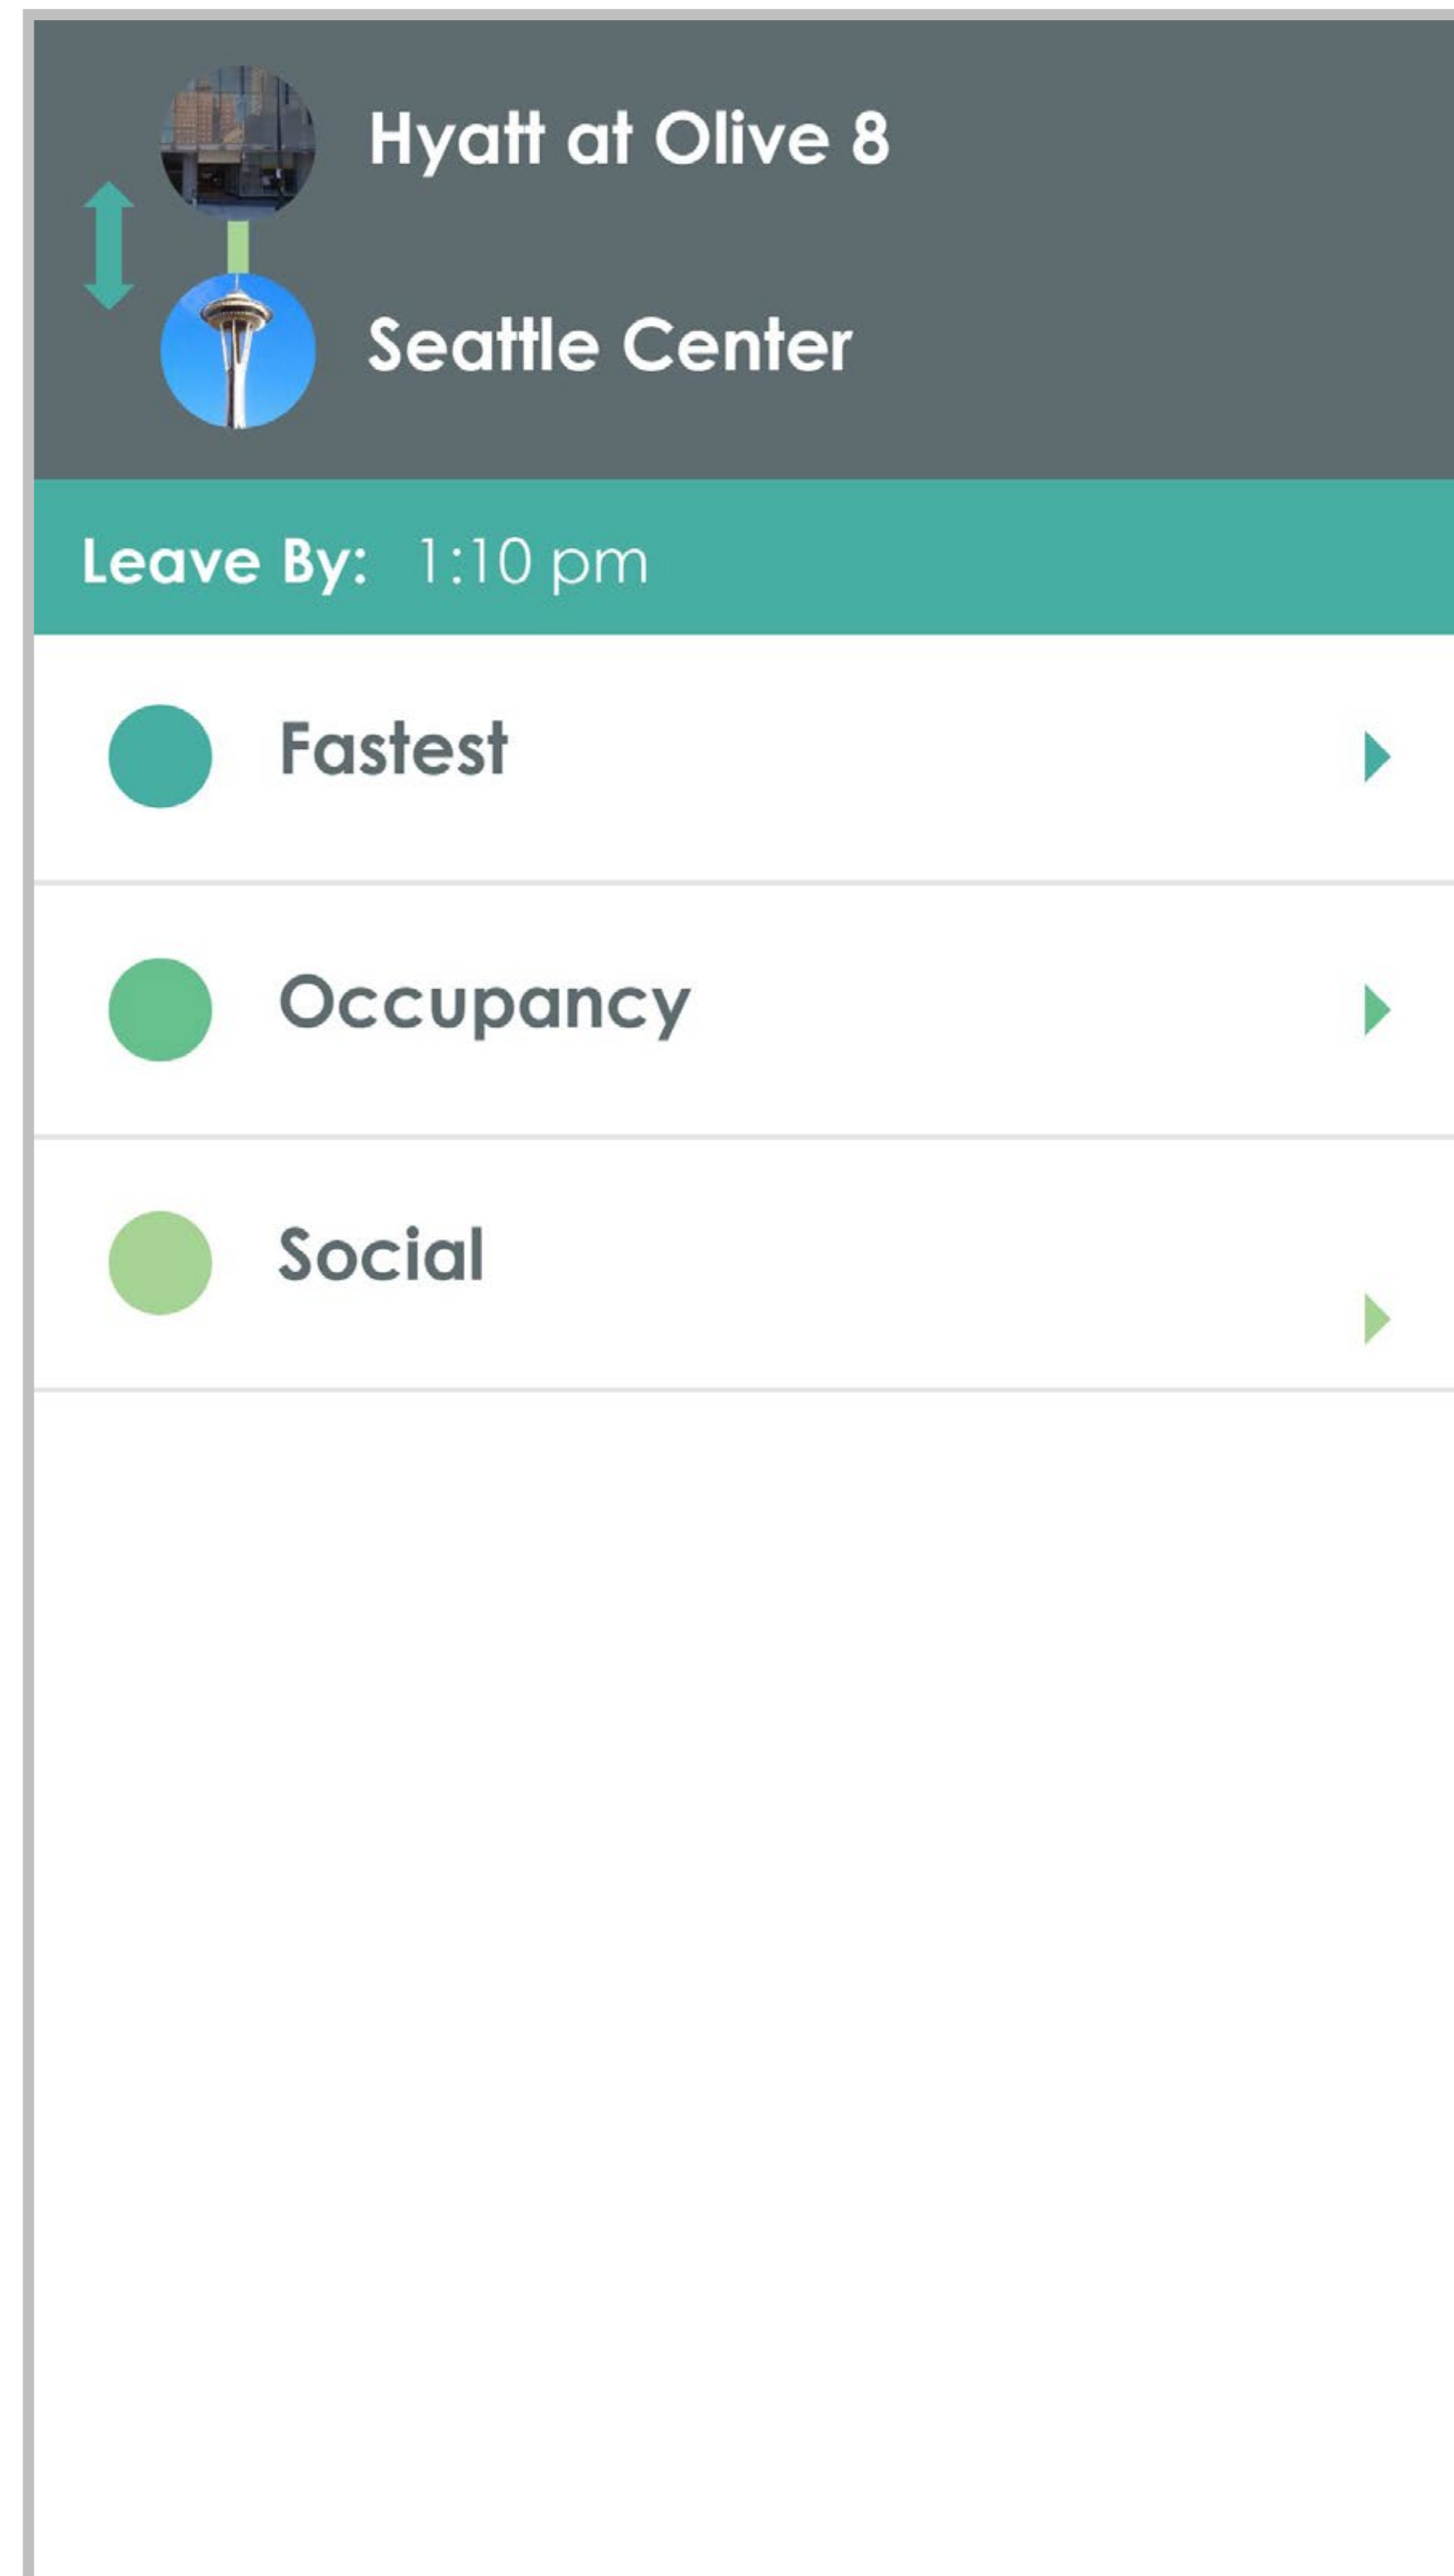 Hyatt at Olive 8
Seattle Center
Leave By: 1:10 pm
Fastest
Occupancy
Social